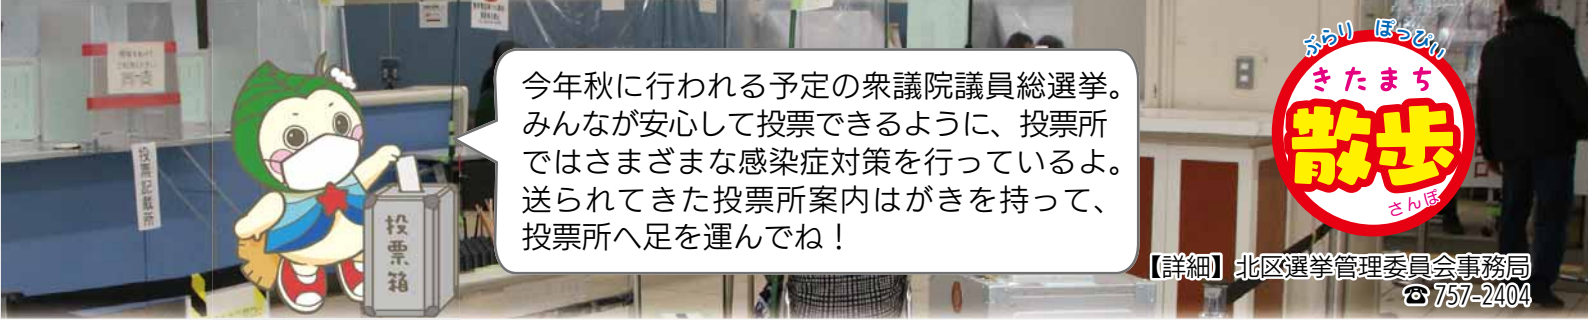 今年秋に行われる予定の衆議院議員総選挙。
みんなが安心して投票できるように、投票所
ではさまざまな感染症対策を行っているよ。
送られてきた投票所案内はがきを持って、
投票所へ足を運んでね！
ぶらり ぽっぴぃ
きたまち
散歩
さんぽ
【詳細】北区選挙管理委員会事務局
☎757-2404
投票記載所
投票箱